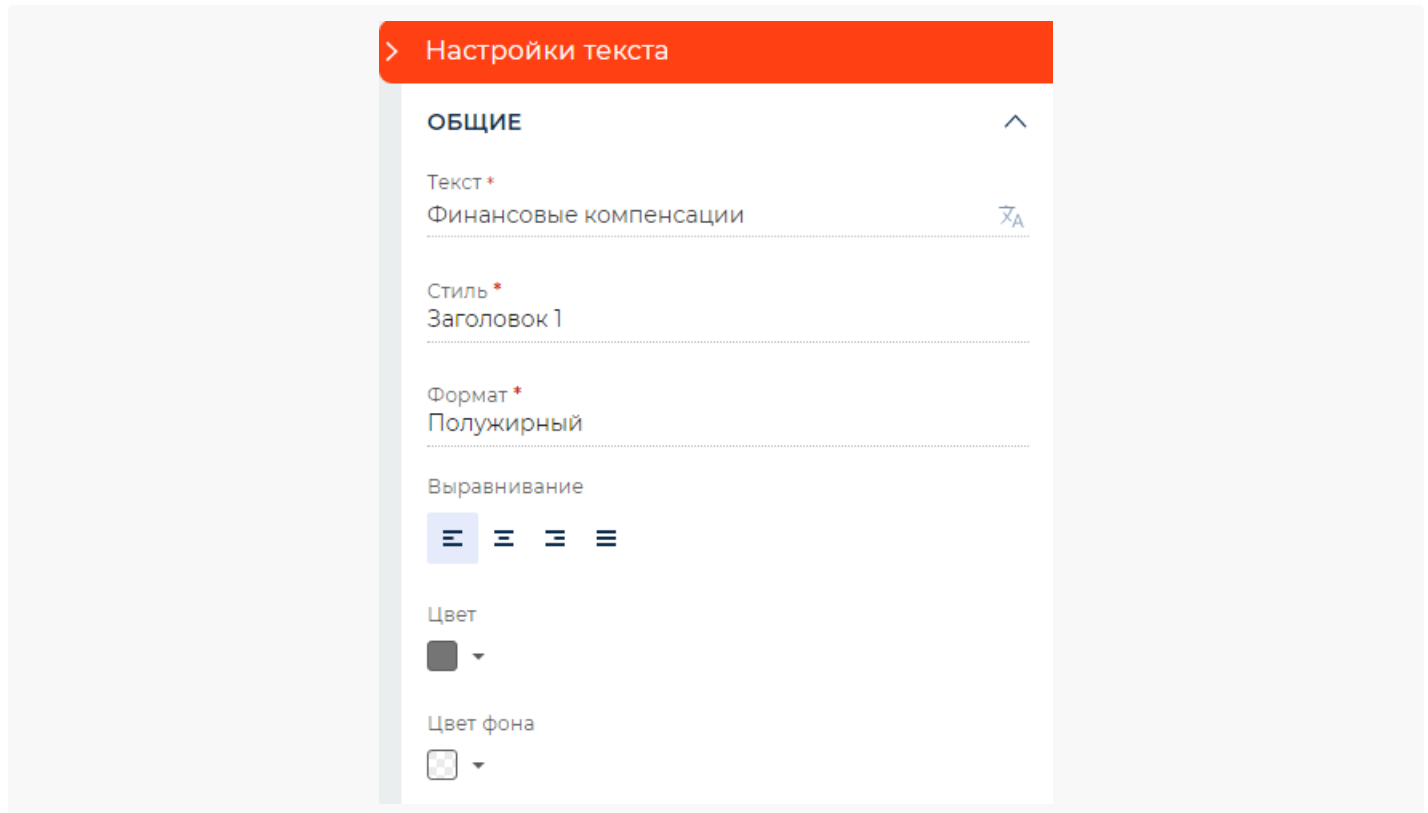 Настройки текста
ОБЩИЕ
Текст *
Финансовые компенсации
Стиль *
Заголовок 1
Формат *
Полужирный
Выравнивание
Цвет
Цвет фона